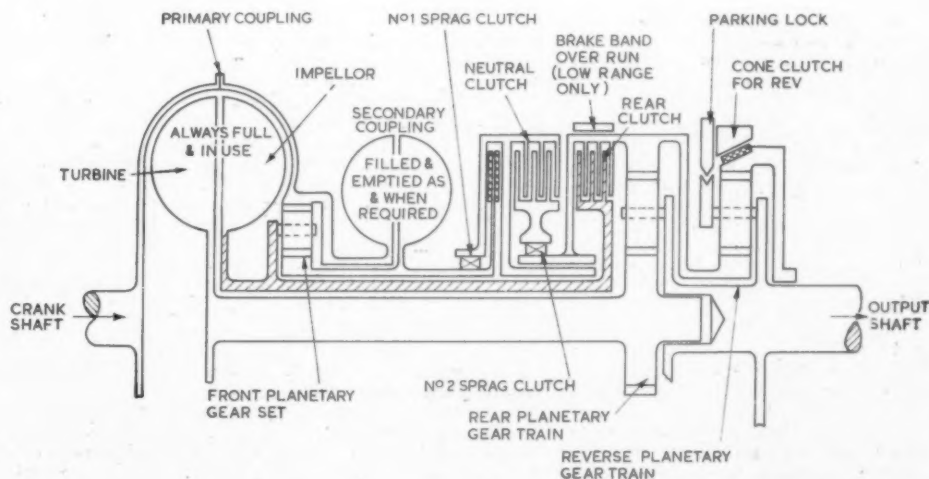 PRIMARY COUPLING
Nº1 SPRAG CLUTCH
IMPELLOR
NEUTRAL
CLUTCH
BRAKE BAND
OVER RUN
(LOW RANGE
ONLY)
REAR
CLUTCH
PARKING LOCK
CONE CLUTCH
FOR REV
ALWAYS FULL
& IN USE
TURBINE
SECONDARY
COUPLING
FILLED &
EMPTIED AS
& WHEN
REQUIRED
CRANK
SHAFT
OUTPUT
SHAFT
FRONT PLANETARY
GEAR SET
Nº2 SPRAG CLUTCH
REAR PLANETARY
GEAR TRAIN
REVERSE PLANETARY
GEAR TRAIN